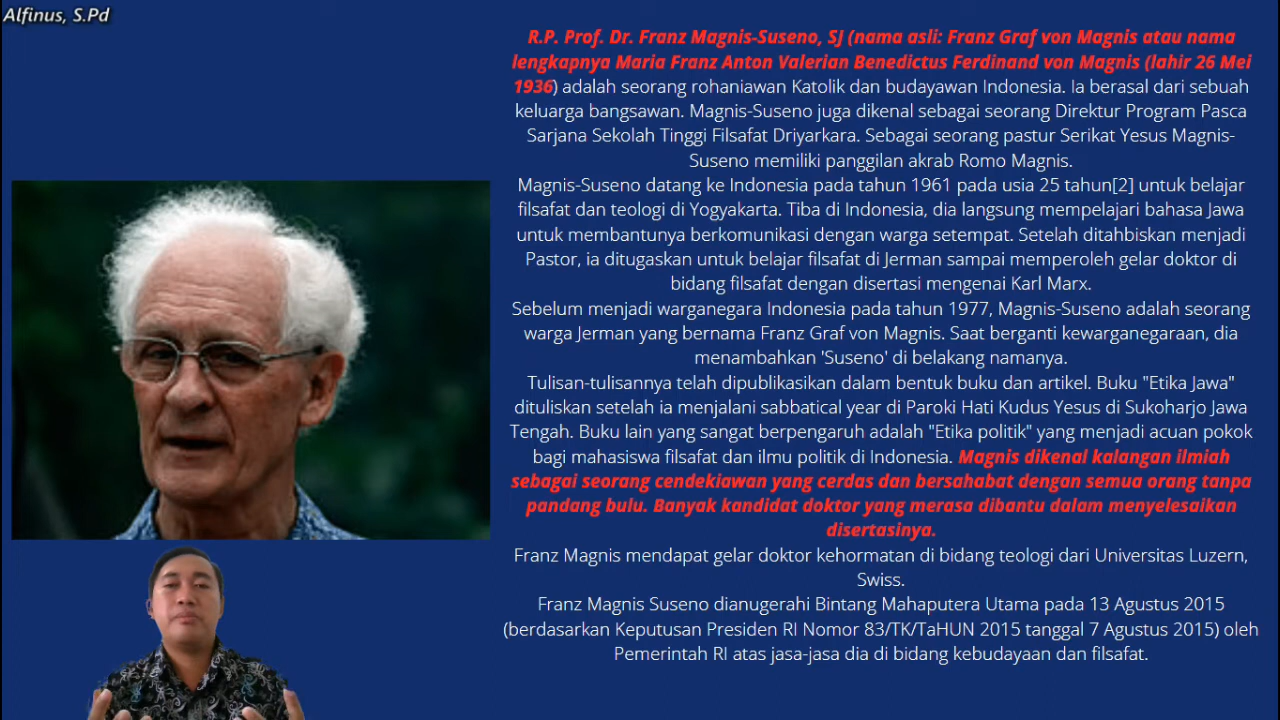 Alfinus, S.Pd
R.P. Prof. Dr. Franz Magnis-Suseno, SJ (nama asli: Franz Graf von Magnis atau nama
lengkapnya Maria Franz Anton Valerian Benedictus Ferdinand von Magnis (lahir 26 Mei
1936) adalah seorang rohaniawan Katolik dan budayawan Indonesia. Ia berasal dari sebuah
keluarga bangsawan. Magnis-Suseno juga dikenal sebagai seorang Direktur Program Pasca
Sarjana Sekolah Tinggi Filsafat Driyarkara. Sebagai seorang pastur Serikat Yesus Magnis-
Suseno memiliki panggilan akrab Romo Magnis.
Magnis-Suseno datang ke Indonesia pada tahun 1961 pada usia 25 tahun[2] untuk belajar
filsafat dan teologi di Yogyakarta. Tiba di Indonesia, dia langsung mempelajari bahasa Jawa
untuk membantunya berkomunikasi dengan warga setempat. Setelah ditahbiskan menjadi
Pastor, ia ditugaskan untuk belajar filsafat di Jerman sampai memperoleh gelar doktor di
bidang filsafat dengan disertasi mengenai Karl Marx.
Sebelum menjadi warganegara Indonesia pada tahun 1977, Magnis-Suseno adalah seorang
warga Jerman yang bernama Franz Graf von Magnis. Saat berganti kewarganegaraan, dia
menambahkan 'Suseno' di belakang namanya.
Tulisan-tulisannya telah dipublikasikan dalam bentuk buku dan artikel. Buku "Etika Jawa"
dituliskan setelah ia menjalani sabbatical year di Paroki Hati Kudus Yesus di Sukoharjo Jawa
Tengah. Buku lain yang sangat berpengaruh adalah "Etika politik" yang menjadi acuan pokok
bagi mahasiswa filsafat dan ilmu politik di Indonesia. Magnis dikenal kalangan ilmiah
sebagai seorang cendekiawan yang cerdas dan bersahabat dengan semua orang tanpa
pandang bulu. Banyak kandidat doktor yang merasa dibantu dalam menyelesaikan
disertasinya.
Franz Magnis mendapat gelar doktor kehormatan di bidang teologi dari Universitas Luzern,
Swiss.
Franz Magnis Suseno dianugerahi Bintang Mahaputera Utama pada 13 Agustus 2015
(berdasarkan Keputusan Presiden RI Nomor 83/TK/TaHUN 2015 tanggal 7 Agustus 2015) oleh
Pemerintah RI atas jasa-jasa dia di bidang kebudayaan dan filsafat.